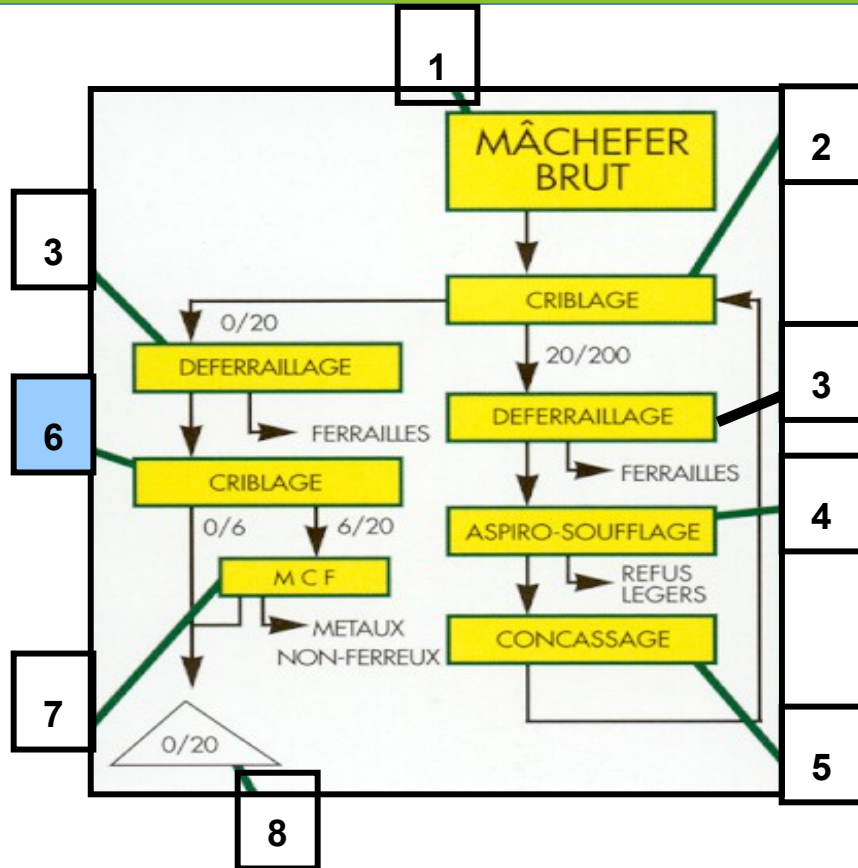 1
MÂCHEFER
BRUT
2
3
CRIBLAGE
0/20
20/200
DEFERRAILLAGE
3
DEFERRAILLAGE
FERRAILLES
6
FERRAILLES
CRIBLAGE
4
0/6
6/20
ASPIRO-SOUFFLAGE
M C F
REFUS
LEGERS
METAUX
NON-FERREUX
CONCASSAGE
7
0/20
5
8